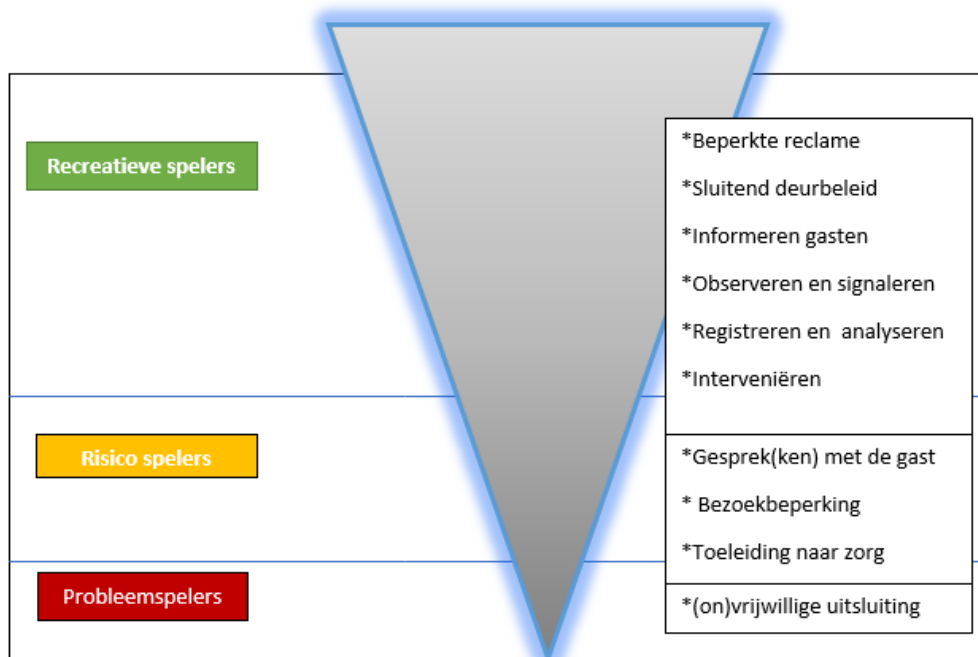 Recreatieve spelers
*Beperkte reclame
*Sluitend deurbeleid
*Informeren gasten
*Observeren en signaleren
*Registreren en analyseren
*Interveniëren
Risico spelers
*Gesprek(ken) met de gast
* Bezoekbeperking
*Toeleiding naar zorg
Probleemspelers
*(on)vrijwillige uitsluiting